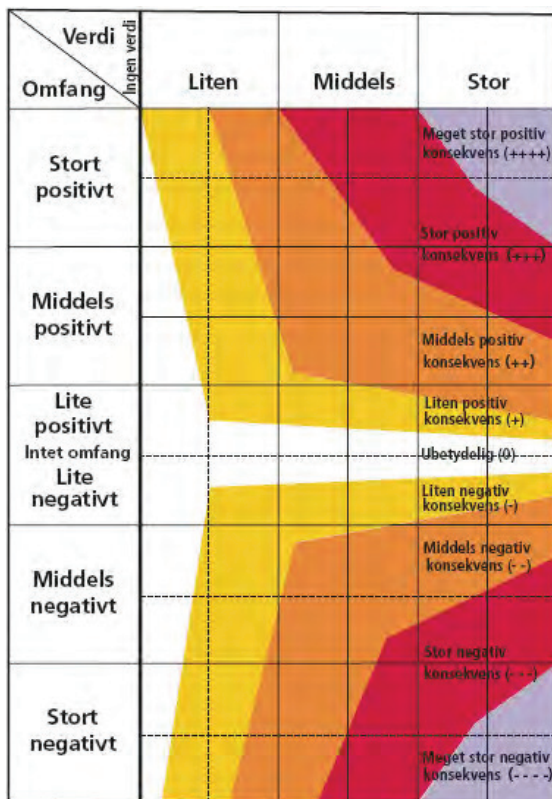 Verdi
Ingen verdi
Omfang
Liten
Middels
Stor
Stort
positivt
Meget stor positiv
konsekvens (++++)
Stor positiv
konsekvens (+++)
Middels
positivt
Middels positiv
konsekvens (++)
Lite
positivt
Liten positiv
konsekvens (+)
Intet omfang
Ubetydelig (0)
Lite
negativt
Liten negativ
konsekvens (-)
Middels
negativt
Middels negativ
konsekvens (- -)
Stor negativ
konsekvens (- - -)
Stort
negativt
Meget stor negativ
konsekvens (- - - -)